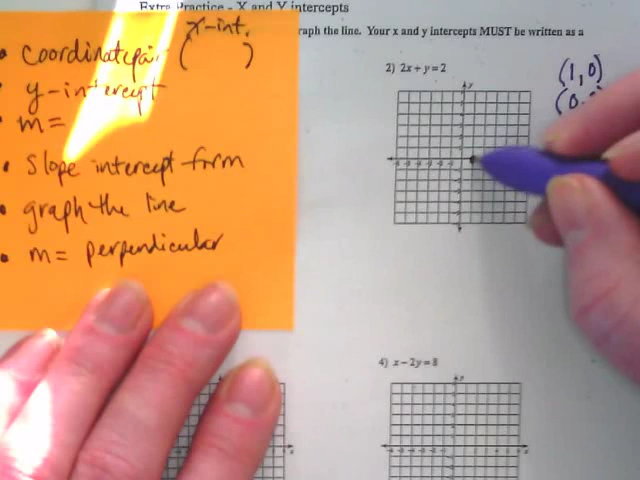 Extra Practice - X and Y intercepts
raph the line. Your x and y intercepts MUST be written as a
x-int.
• coordinate pair ( )
• y-intercept
• m=
• slope intercept form
• graph the line
• m= perpendicular
2) 2x + y = 2
(1, 0)
(0,
4) x – 2y = 8